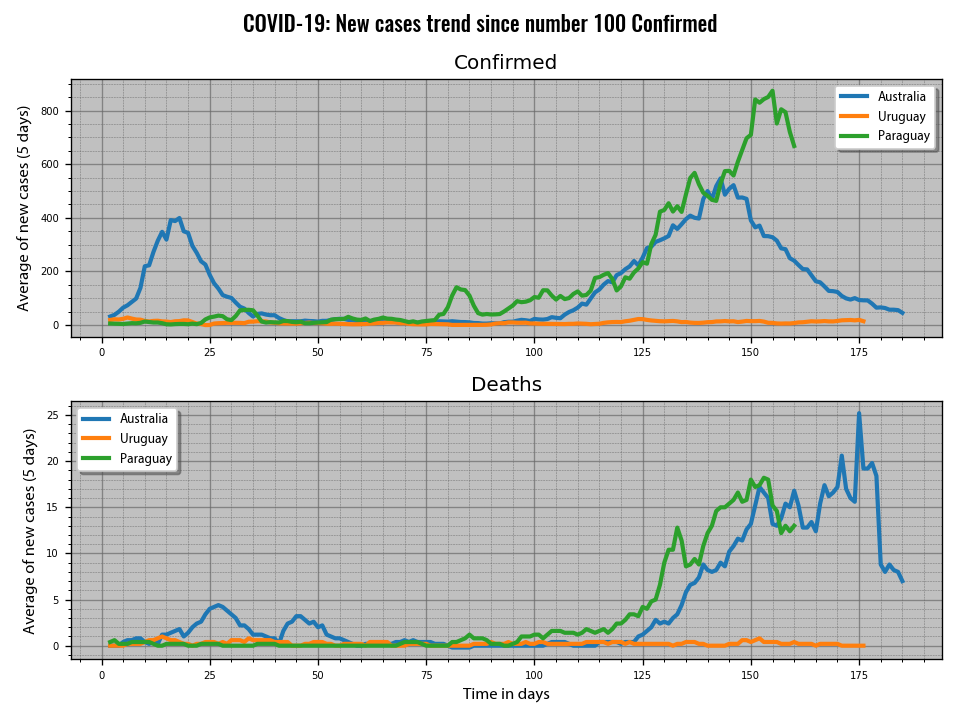 COVID-19: New cases trend since number 100 Confirmed
Confirmed
Average of new cases (5 days)
800
600
400
200
0
Australia
Uruguay
Paraguay
0 25 50 75 100 125 150 175
Deaths
Average of new cases (5 days)
25
20
15
10
5
0
Australia
Uruguay
Paraguay
0 25 50 75 100 125 150 175
Time in days